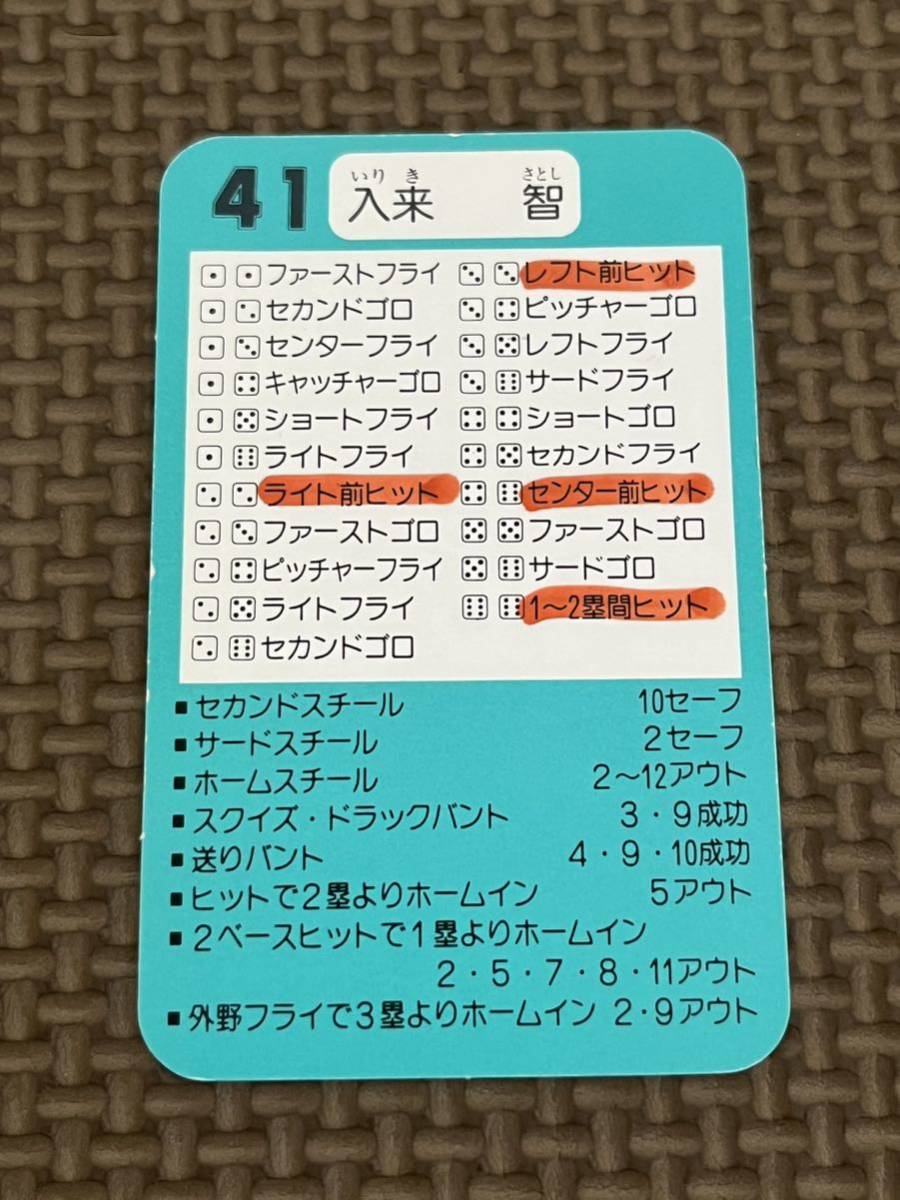 41 入来 智
いり き さとし
ファーストフライ
セカンドゴロ
センターフライ
キャッチャーゴロ
ショートフライ
ライトフライ
ライト前ヒット
ファーストゴロ
ピッチャーフライ
ライトフライ
セカンドゴロ
レフト前ヒット
ピッチャーゴロ
レフトフライ
サードフライ
ショートゴロ
セカンドフライ
センター前ヒット
ファーストゴロ
サードゴロ
1〜2塁間ヒット
■セカンドスチール 10セーフ
■サードスチール 2セーフ
■ホームスチール 2〜12アウト
■スクイズ・ドラックバント 3・9成功
■送りバント 4・9・10成功
■ヒットで2塁よりホームイン 5アウト
■2ベースヒットで1塁よりホームイン
2・5・7・8・11アウト
■外野フライで3塁よりホームイン 2・9アウト